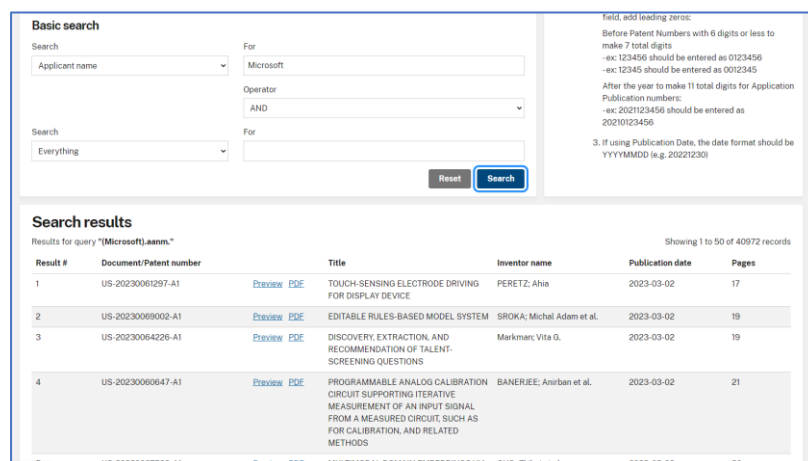 field, add leading zeros:
Basic search
Before Patent Numbers with 6 digits or less to
make 7 total digits
-ex: 123456 should be entered as 0123456
-ex: 12345 should be entered as 0012345
After the year to make 11 total digits for Application
Publication numbers:
-ex: 2021123456 should be entered as
20210123456
3. If using Publication Date, the date format should be
YYYYMMDD (e.g. 20221230)
Search For
Applicant name Microsoft
Operator
AND
Search For
Everything
Reset Search
Search results
Results for query "(Microsoft).aanm." Showing 1 to 50 of 40972 records
Result # Document/Patent number Title Inventor name Publication date Pages
1 US-20230061297-A1 Preview PDF TOUCH-SENSING ELECTRODE DRIVING PERETZ; Ahia 2023-03-02 17
FOR DISPLAY DEVICE
2 US-20230069002-A1 Preview PDF EDITABLE RULES-BASED MODEL SYSTEM SROKA; Michal Adam et al. 2023-03-02 19
3 US-20230064226-A1 Preview PDF DISCOVERY, EXTRACTION, AND Markman; Vita G. 2023-03-02 19
RECOMMENDATION OF TALENT-
SCREENING QUESTIONS
4 US-20230060647-A1 Preview PDF PROGRAMMABLE ANALOG CALIBRATION BANERJEE; Anirban et al. 2023-03-02 21
CIRCUIT SUPPORTING ITERATIVE
MEASUREMENT OF AN INPUT SIGNAL
FROM A MEASURED CIRCUIT, SUCH AS
FOR CALIBRATION, AND RELATED
METHODS